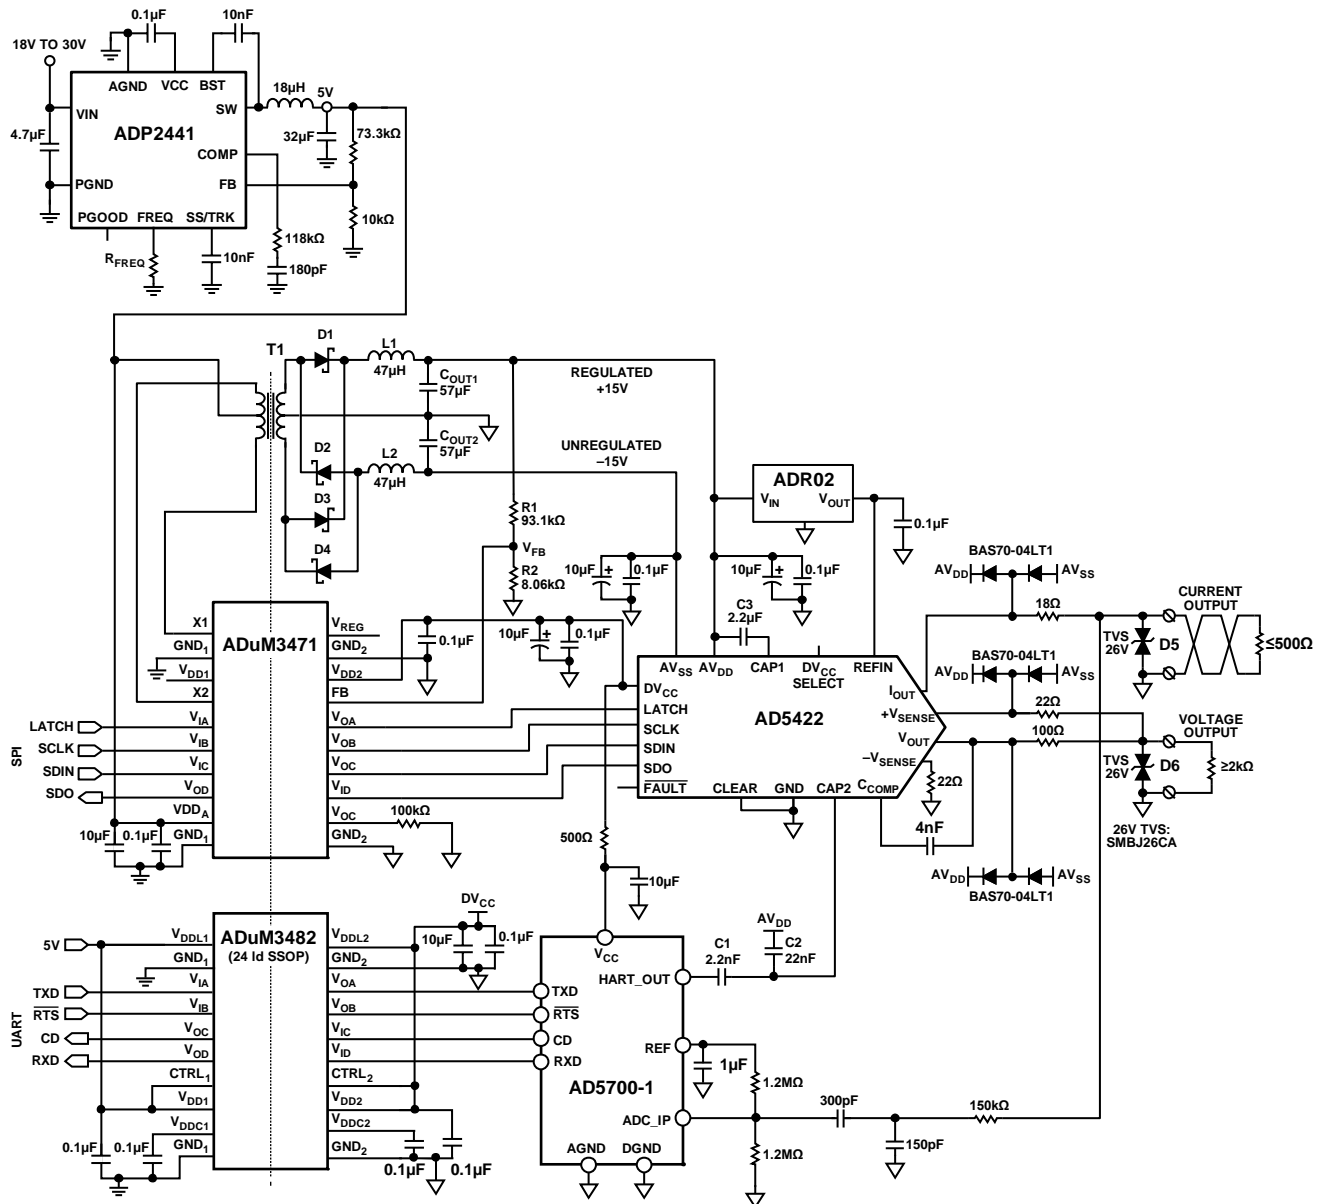 0.1µF
10nF
18V TO 30V
AGND
VCC
BST
18µH
5V
VIN
SW
ADP2441
4.7µF
32µF
73.3kΩ
COMP
PGND
FB
PGOOD
FREQ
SS/TRK
10kΩ
118kΩ
RFREQ
10nF
180pF
T1
D1
L1
47µH
COUT1
57µF
REGULATED
+15V
COUT2
57µF
D2
L2
47µH
UNREGULATED
–15V
D3
D4
R1
93.1kΩ
VFB
R2
8.06kΩ
ADR02
VIN
VOUT
0.1µF
10µF
+
0.1µF
10µF
+
0.1µF
C3
2.2µF
BAS70-04LT1
AVDD
AVSS
18Ω
CURRENT
OUTPUT
TVS
26V
D5
≤500Ω
BAS70-04LT1
AVDD
AVSS
22Ω
100Ω
VOLTAGE
OUTPUT
TVS
26V
D6
≥2kΩ
26V TVS:
SMBJ26CA
ADuM3471
X1
GND1
VDD1
X2
VIA
VIB
VIC
VOD
VDDA
GND1
VREG
GND2
VDD2
FB
VOA
VOB
VOC
VID
VOC
GND2
SPI
LATCH
SCLK
SDIN
SDO
10µF
0.1µF
0.1µF
10µF
+
0.1µF
100kΩ
AD5422
AVSS
AVDD
CAP1
DVCC
SELECT
REFIN
DVCC
LATCH
SCLK
SDIN
SDO
FAULT
CLEAR
GND
CAP2
CCOMP
IOUT
+VSENSE
VOUT
–VSENSE
22Ω
4nF
AVDD
AVSS
BAS70-04LT1
500Ω
10µF
ADuM3482
(24 ld SSOP)
VDDL1
GND1
VIA
VIB
VOC
VOD
CTRL1
VDD1
VDDC1
GND1
VDDL2
GND2
VOA
VOB
VIC
VID
CTRL2
VDD2
VDDC2
GND2
UART
5V
TXD
RTS
CD
RXD
0.1µF
0.1µF
DVCC
10µF
0.1µF
0.1µF
0.1µF
AD5700-1
VCC
TXD
RTS
CD
RXD
HART_OUT
REF
ADC_IP
AGND
DGND
C1
2.2nF
AVDD
C2
22nF
1µF
1.2MΩ
1.2MΩ
300pF
150pF
150kΩ